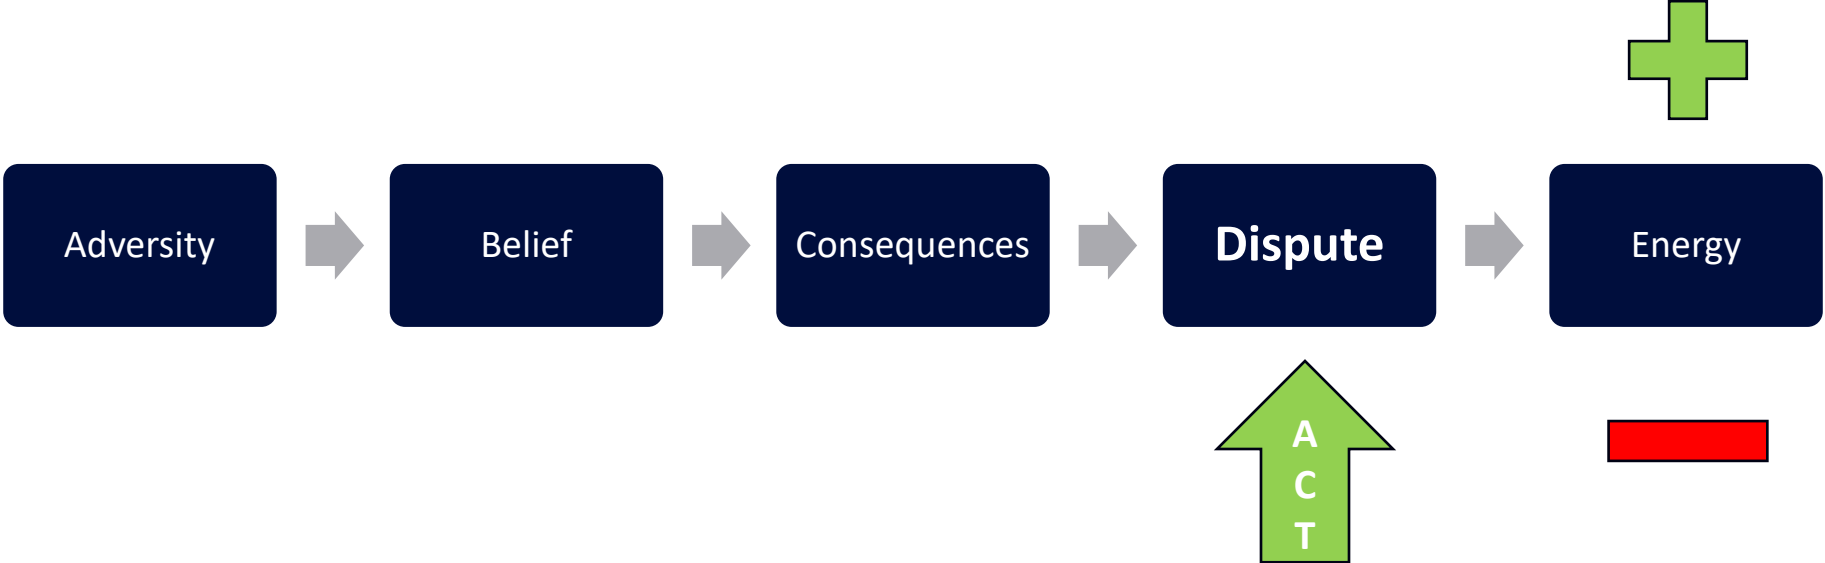 Adversity
Belief
Consequences
Dispute
Energy
A
C
T